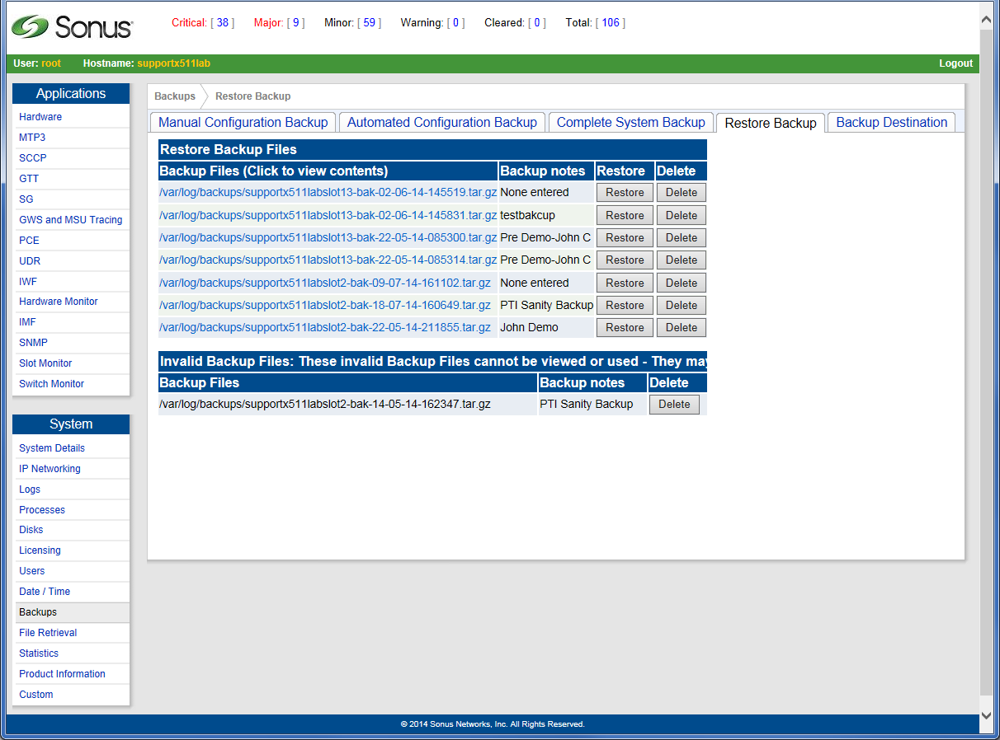 Sonus
Critical: [ 38 ] Major: [ 9 ] Minor: [ 59 ] Warning: [ 0 ] Cleared: [ 0 ] Total: [ 106 ]
User: root Hostname: supportx511lab Logout
Applications
Hardware
MTP3
SCCP
GTT
SG
GWS and MSU Tracing
PCE
UDR
IWF
Hardware Monitor
IMF
SNMP
Slot Monitor
Switch Monitor
System
System Details
IP Networking
Logs
Processes
Disks
Licensing
Users
Date / Time
Backups
File Retrieval
Statistics
Product Information
Custom
Backups Restore Backup
Manual Configuration Backup Automated Configuration Backup Complete System Backup Restore Backup Backup Destination
Restore Backup Files
Backup Files (Click to view contents) Backup notes Restore Delete
/var/log/backups/supportx511labslot13-bak-02-06-14-145519.tar.gz None entered Restore Delete
/var/log/backups/supportx511labslot13-bak-02-06-14-145831.tar.gz testbakcup Restore Delete
/var/log/backups/supportx511labslot13-bak-22-05-14-085300.tar.gz Pre Demo-John C Restore Delete
/var/log/backups/supportx511labslot13-bak-22-05-14-085314.tar.gz Pre Demo-John C Restore Delete
/var/log/backups/supportx511labslot2-bak-09-07-14-161102.tar.gz None entered Restore Delete
/var/log/backups/supportx511labslot2-bak-18-07-14-160649.tar.gz PTI Sanity Backup Restore Delete
/var/log/backups/supportx511labslot2-bak-22-05-14-211855.tar.gz John Demo Restore Delete
Invalid Backup Files: These invalid Backup Files cannot be viewed or used - They may
Backup Files Backup notes Delete
/var/log/backups/supportx511labslot2-bak-14-05-14-162347.tar.gz PTI Sanity Backup Delete
© 2014 Sonus Networks, Inc. All Rights Reserved.